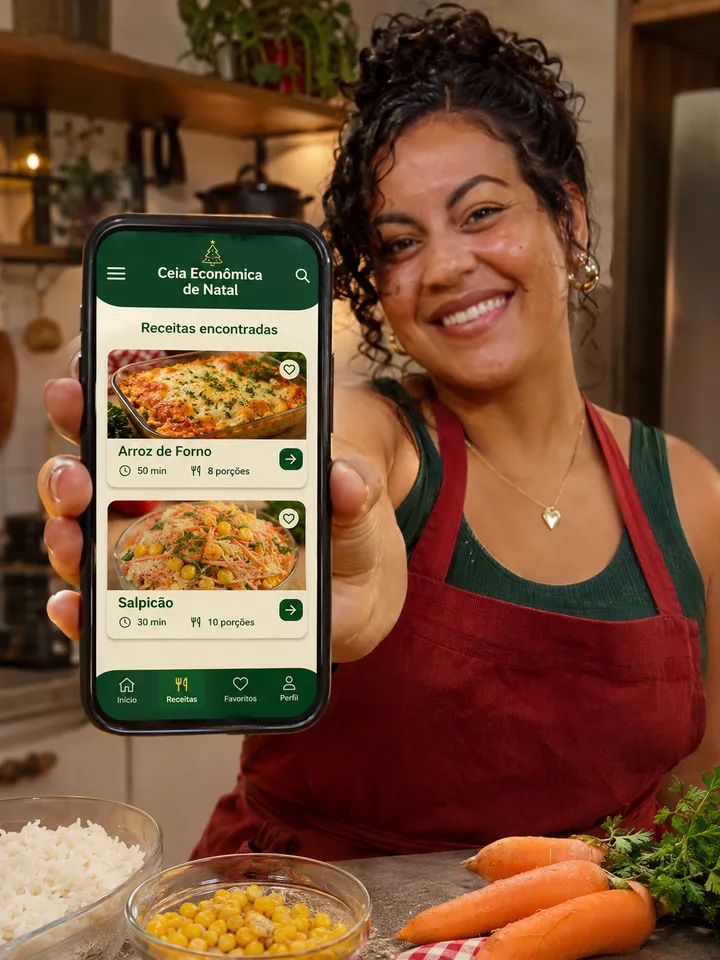 Ceia Econômica
de Natal
Receitas encontradas
Arroz de Forno
50 min 8 porções
Salpicão
30 min 10 porções
Início Receitas Favoritos Perfil